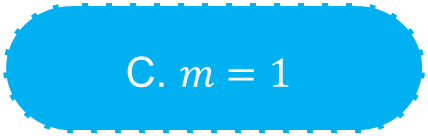 C. m = 1